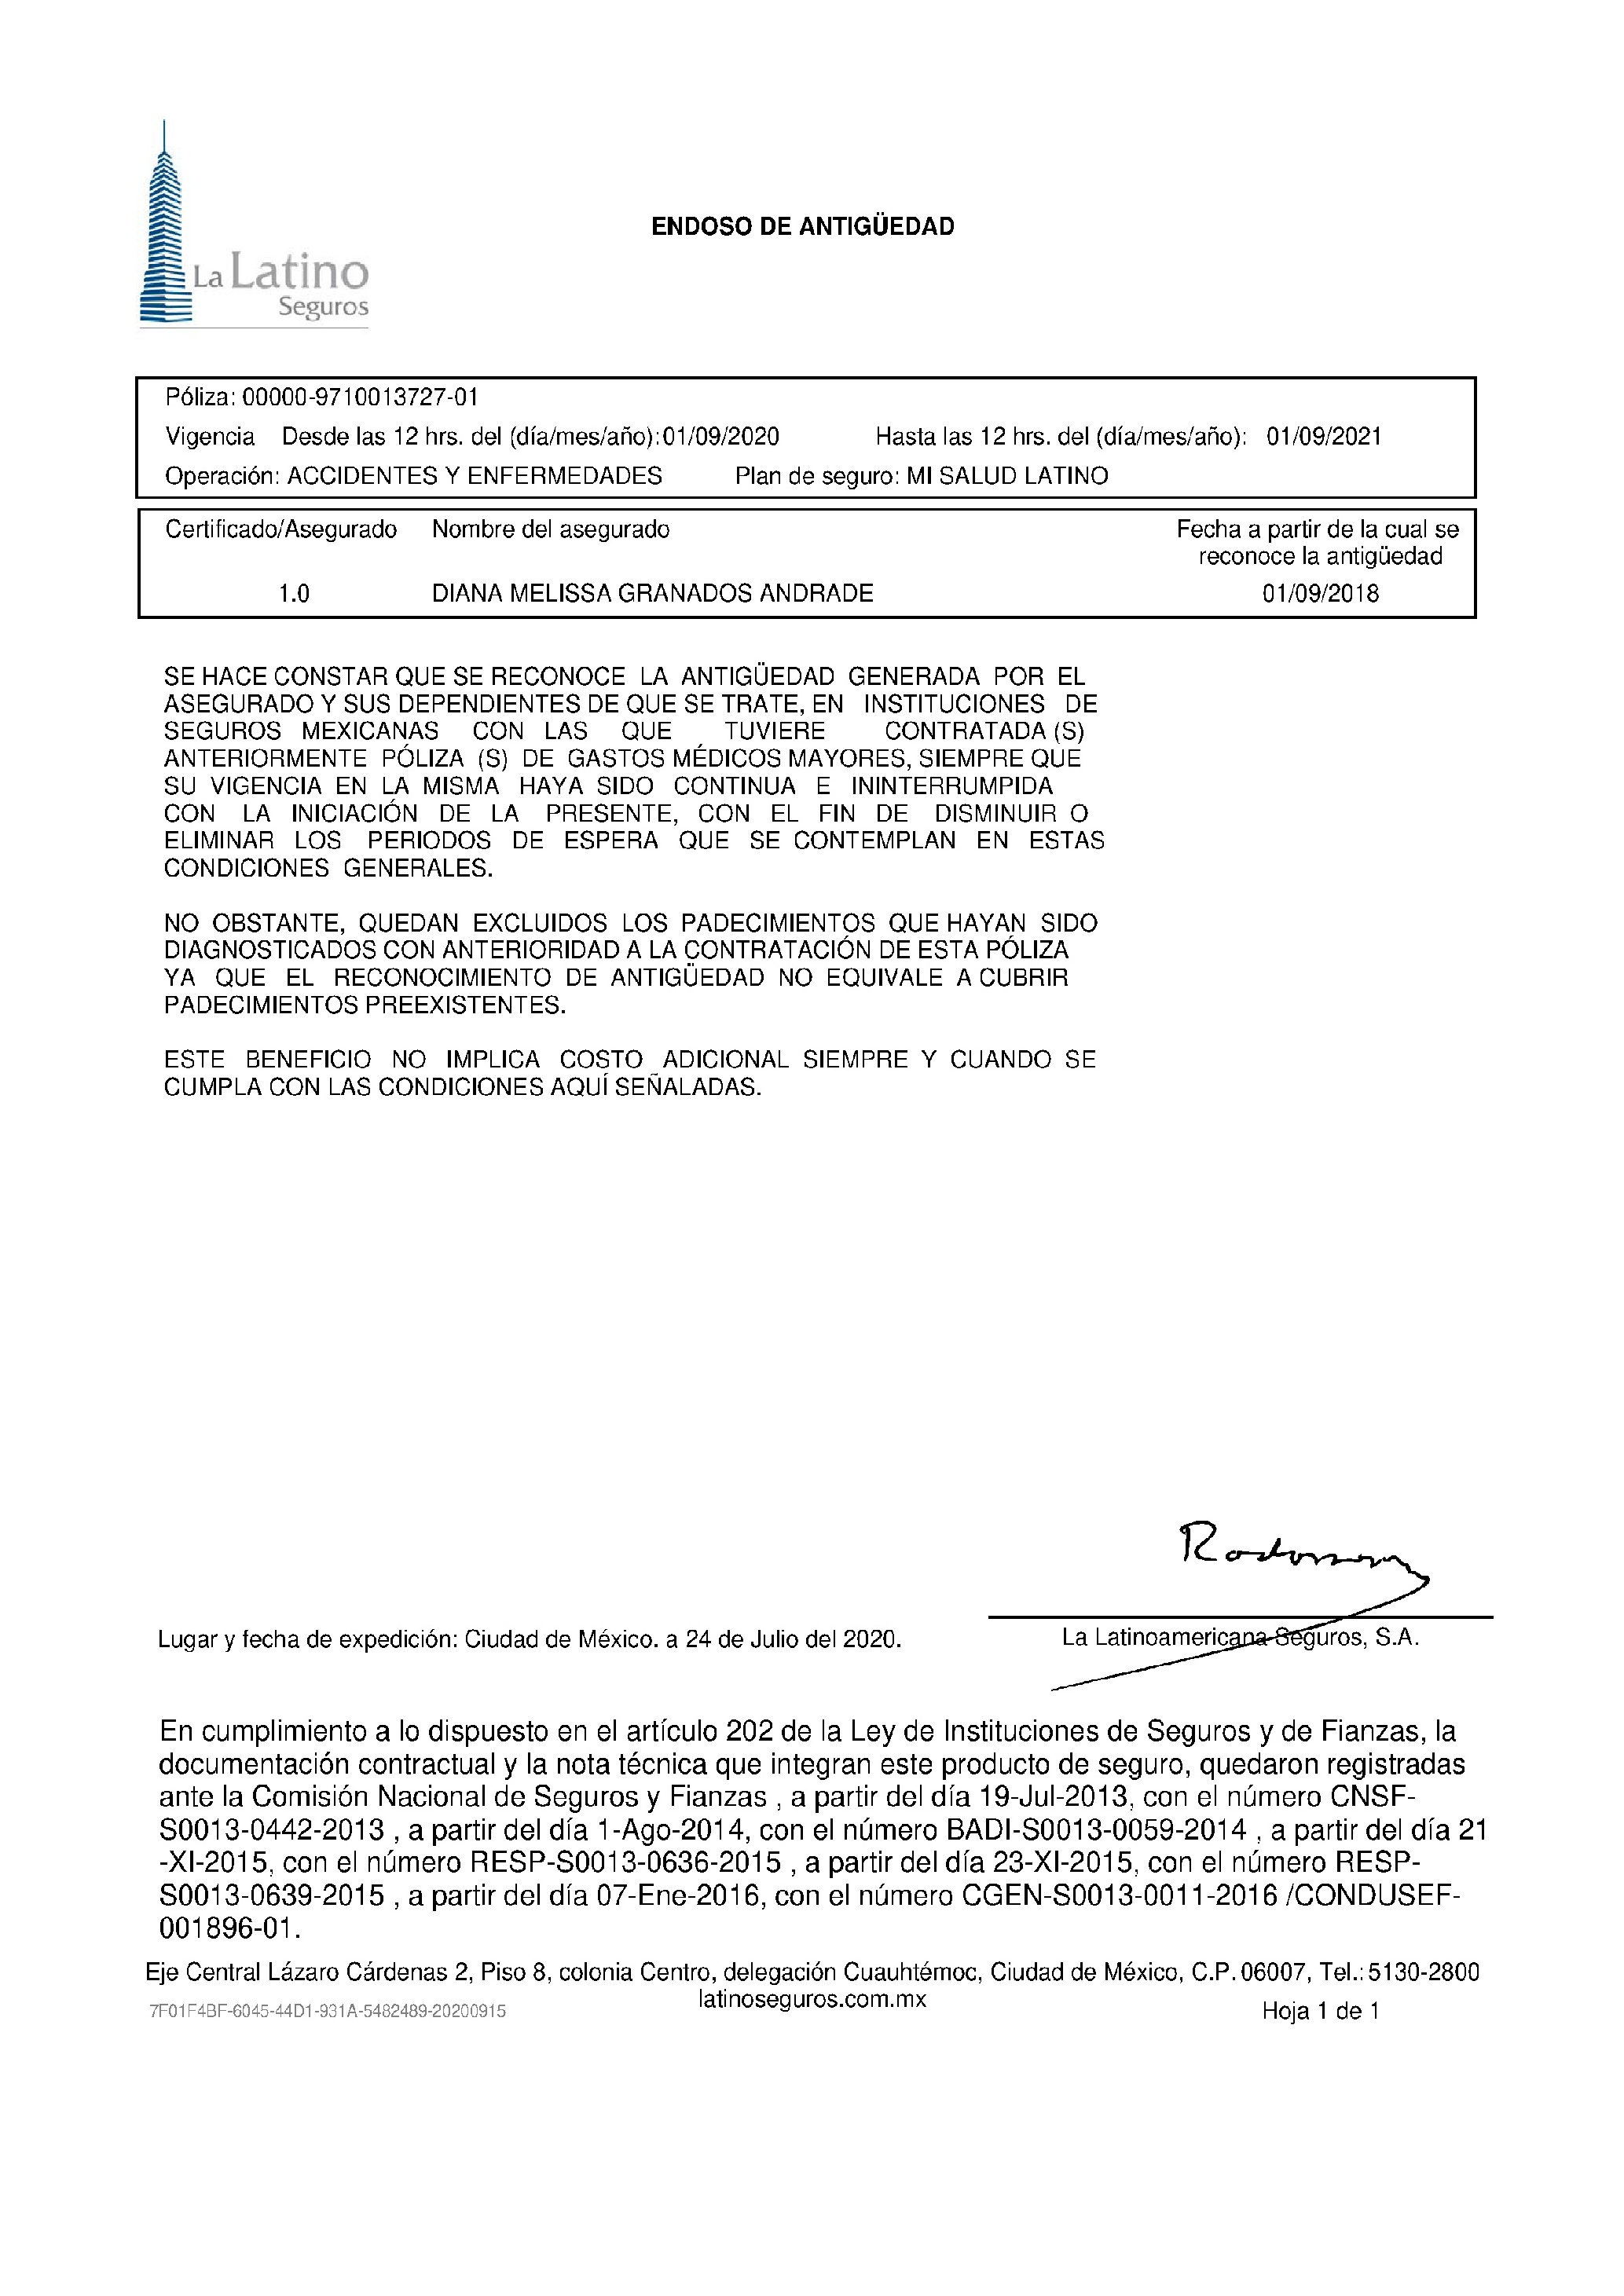 ENDOSO DE ANTIGÜEDAD
La Latino
Seguros
Póliza: 00000-9710013727-01
Vigencia Desde las 12 hrs. del (día/mes/año): 01/09/2020 Hasta las 12 hrs. del (día/mes/año): 01/09/2021
Operación: ACCIDENTES Y ENFERMEDADES Plan de seguro: MI SALUD LATINO
Certificado/Asegurado Nombre del asegurado Fecha a partir de la cual se
reconoce la antigüedad
1.0 DIANA MELISSA GRANADOS ANDRADE 01/09/2018
SE HACE CONSTAR QUE SE RECONOCE LA ANTIGÜEDAD GENERADA POR EL
ASEGURADO Y SUS DEPENDIENTES DE QUE SE TRATE, EN INSTITUCIONES DE
SEGUROS MEXICANAS CON LAS QUE TUVIERE CONTRATADA (S)
ANTERIORMENTE PÓLIZA (S) DE GASTOS MÉDICOS MAYORES, SIEMPRE QUE
SU VIGENCIA EN LA MISMA HAYA SIDO CONTINUA E ININTERRUMPIDA
CON LA INICIACIÓN DE LA PRESENTE, CON EL FIN DE DISMINUIR O
ELIMINAR LOS PERIODOS DE ESPERA QUE SE CONTEMPLAN EN ESTAS
CONDICIONES GENERALES.
NO OBSTANTE, QUEDAN EXCLUIDOS LOS PADECIMIENTOS QUE HAYAN SIDO
DIAGNOSTICADOS CON ANTERIORIDAD A LA CONTRATACIÓN DE ESTA PÓLIZA
YA QUE EL RECONOCIMIENTO DE ANTIGÜEDAD NO EQUIVALE A CUBRIR
PADECIMIENTOS PREEXISTENTES.
ESTE BENEFICIO NO IMPLICA COSTO ADICIONAL SIEMPRE Y CUANDO SE
CUMPLA CON LAS CONDICIONES AQUÍ SEÑALADAS.
Lugar y fecha de expedición: Ciudad de México. a 24 de Julio del 2020.
La Latinoamericana Seguros, S.A.
En cumplimiento a lo dispuesto en el artículo 202 de la Ley de Instituciones de Seguros y de Fianzas, la
documentación contractual y la nota técnica que integran este producto de seguro, quedaron registradas
ante la Comisión Nacional de Seguros y Fianzas , a partir del día 19-Jul-2013, con el número CNSF-
S0013-0442-2013 , a partir del día 1-Ago-2014, con el número BADI-S0013-0059-2014 , a partir del día 21
-XI-2015, con el número RESP-S0013-0636-2015 , a partir del día 23-XI-2015, con el número RESP-
S0013-0639-2015 , a partir del día 07-Ene-2016, con el número CGEN-S0013-0011-2016 /CONDUSEF-
001896-01.
Eje Central Lázaro Cárdenas 2, Piso 8, colonia Centro, delegación Cuauhtémoc, Ciudad de México, C.P. 06007, Tel.: 5130-2800
latinoseguros.com.mx
7F01F4BF-6045-44D1-931A-5482489-20200915
Hoja 1 de 1